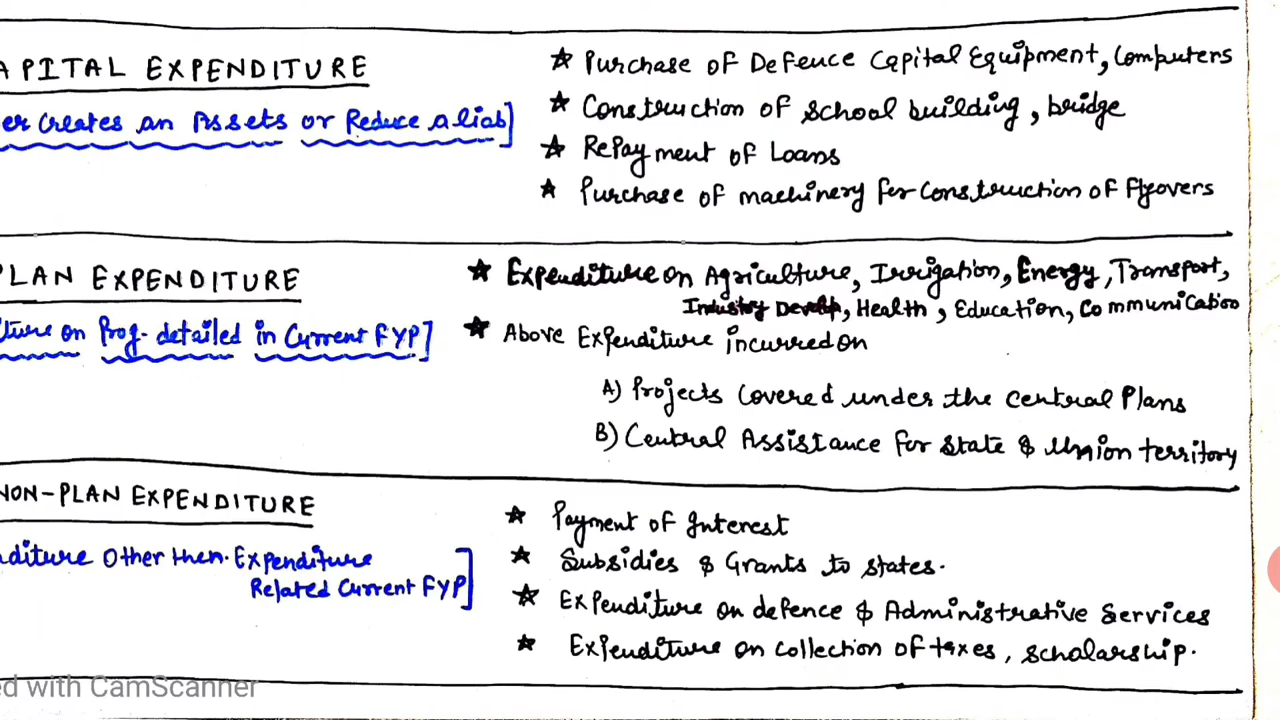 APITAL EXPENDITURE
er Creates an Assets or Reduce a liab]
★ Purchase of Defence Capital Equipment, Computers
★ Construction of School building, bridge
★ Repayment of Loans
★ Purchase of machinery for Construction of flyovers
PLAN EXPENDITURE
ture on Prog. detailed in Current FYP]
★ Expenditure on Agriculture, Irrigation, Energy, Transport,
Industry Develop, Health, Education, Communication
★ Above Expenditure incurred on
A) Projects Covered under the Central Plans
B) Central Assistance for State & Union territory
NON-PLAN EXPENDITURE
nditure Other then Expenditure
Related Current FYP]
★ Payment of Interest
★ Subsidies & Grants to States.
★ Expenditure on defence & Administrative Services
★ Expenditure on collection of taxes, scholarship.
ed with CamScanner